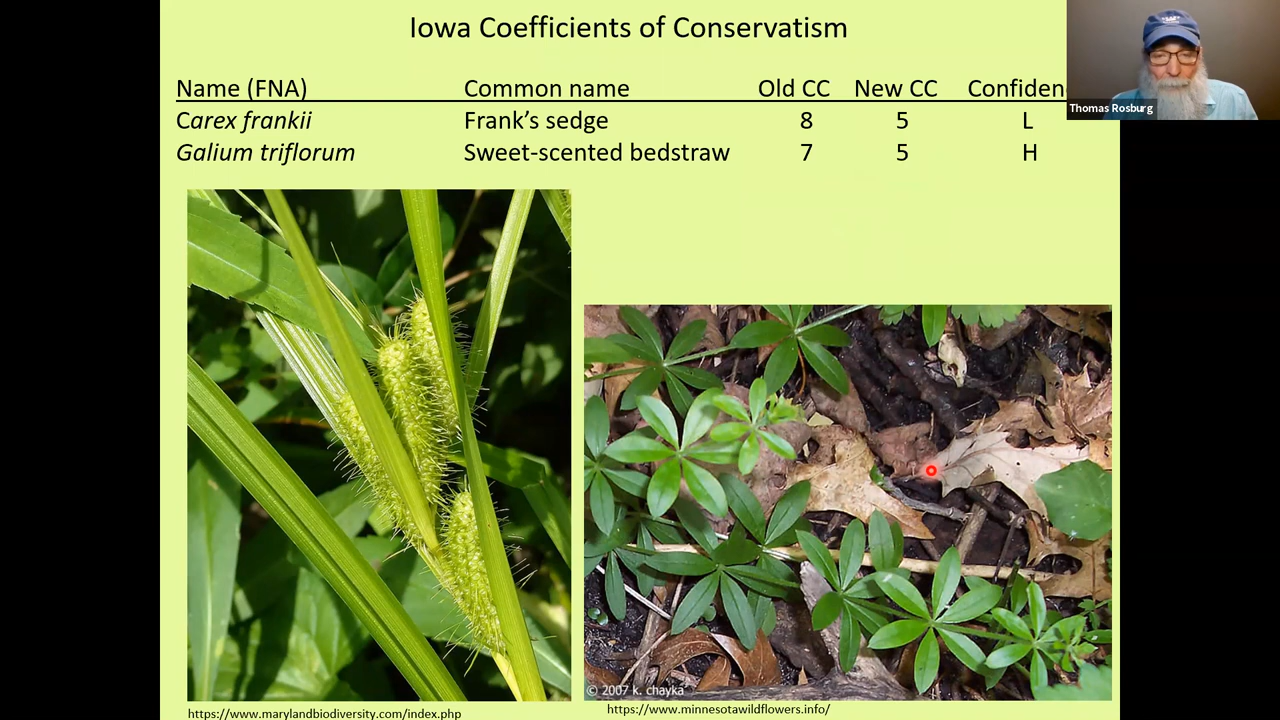 Iowa Coefficients of Conservatism
Name (FNA) Common name Old CC New CC Confiden
Carex frankii Frank’s sedge 8 5 L
Galium triflorum Sweet-scented bedstraw 7 5 H
Thomas Rosburg
© 2007 k. chayka
https://www.marylandbiodiversity.com/index.php
https://www.minnesotawildflowers.info/